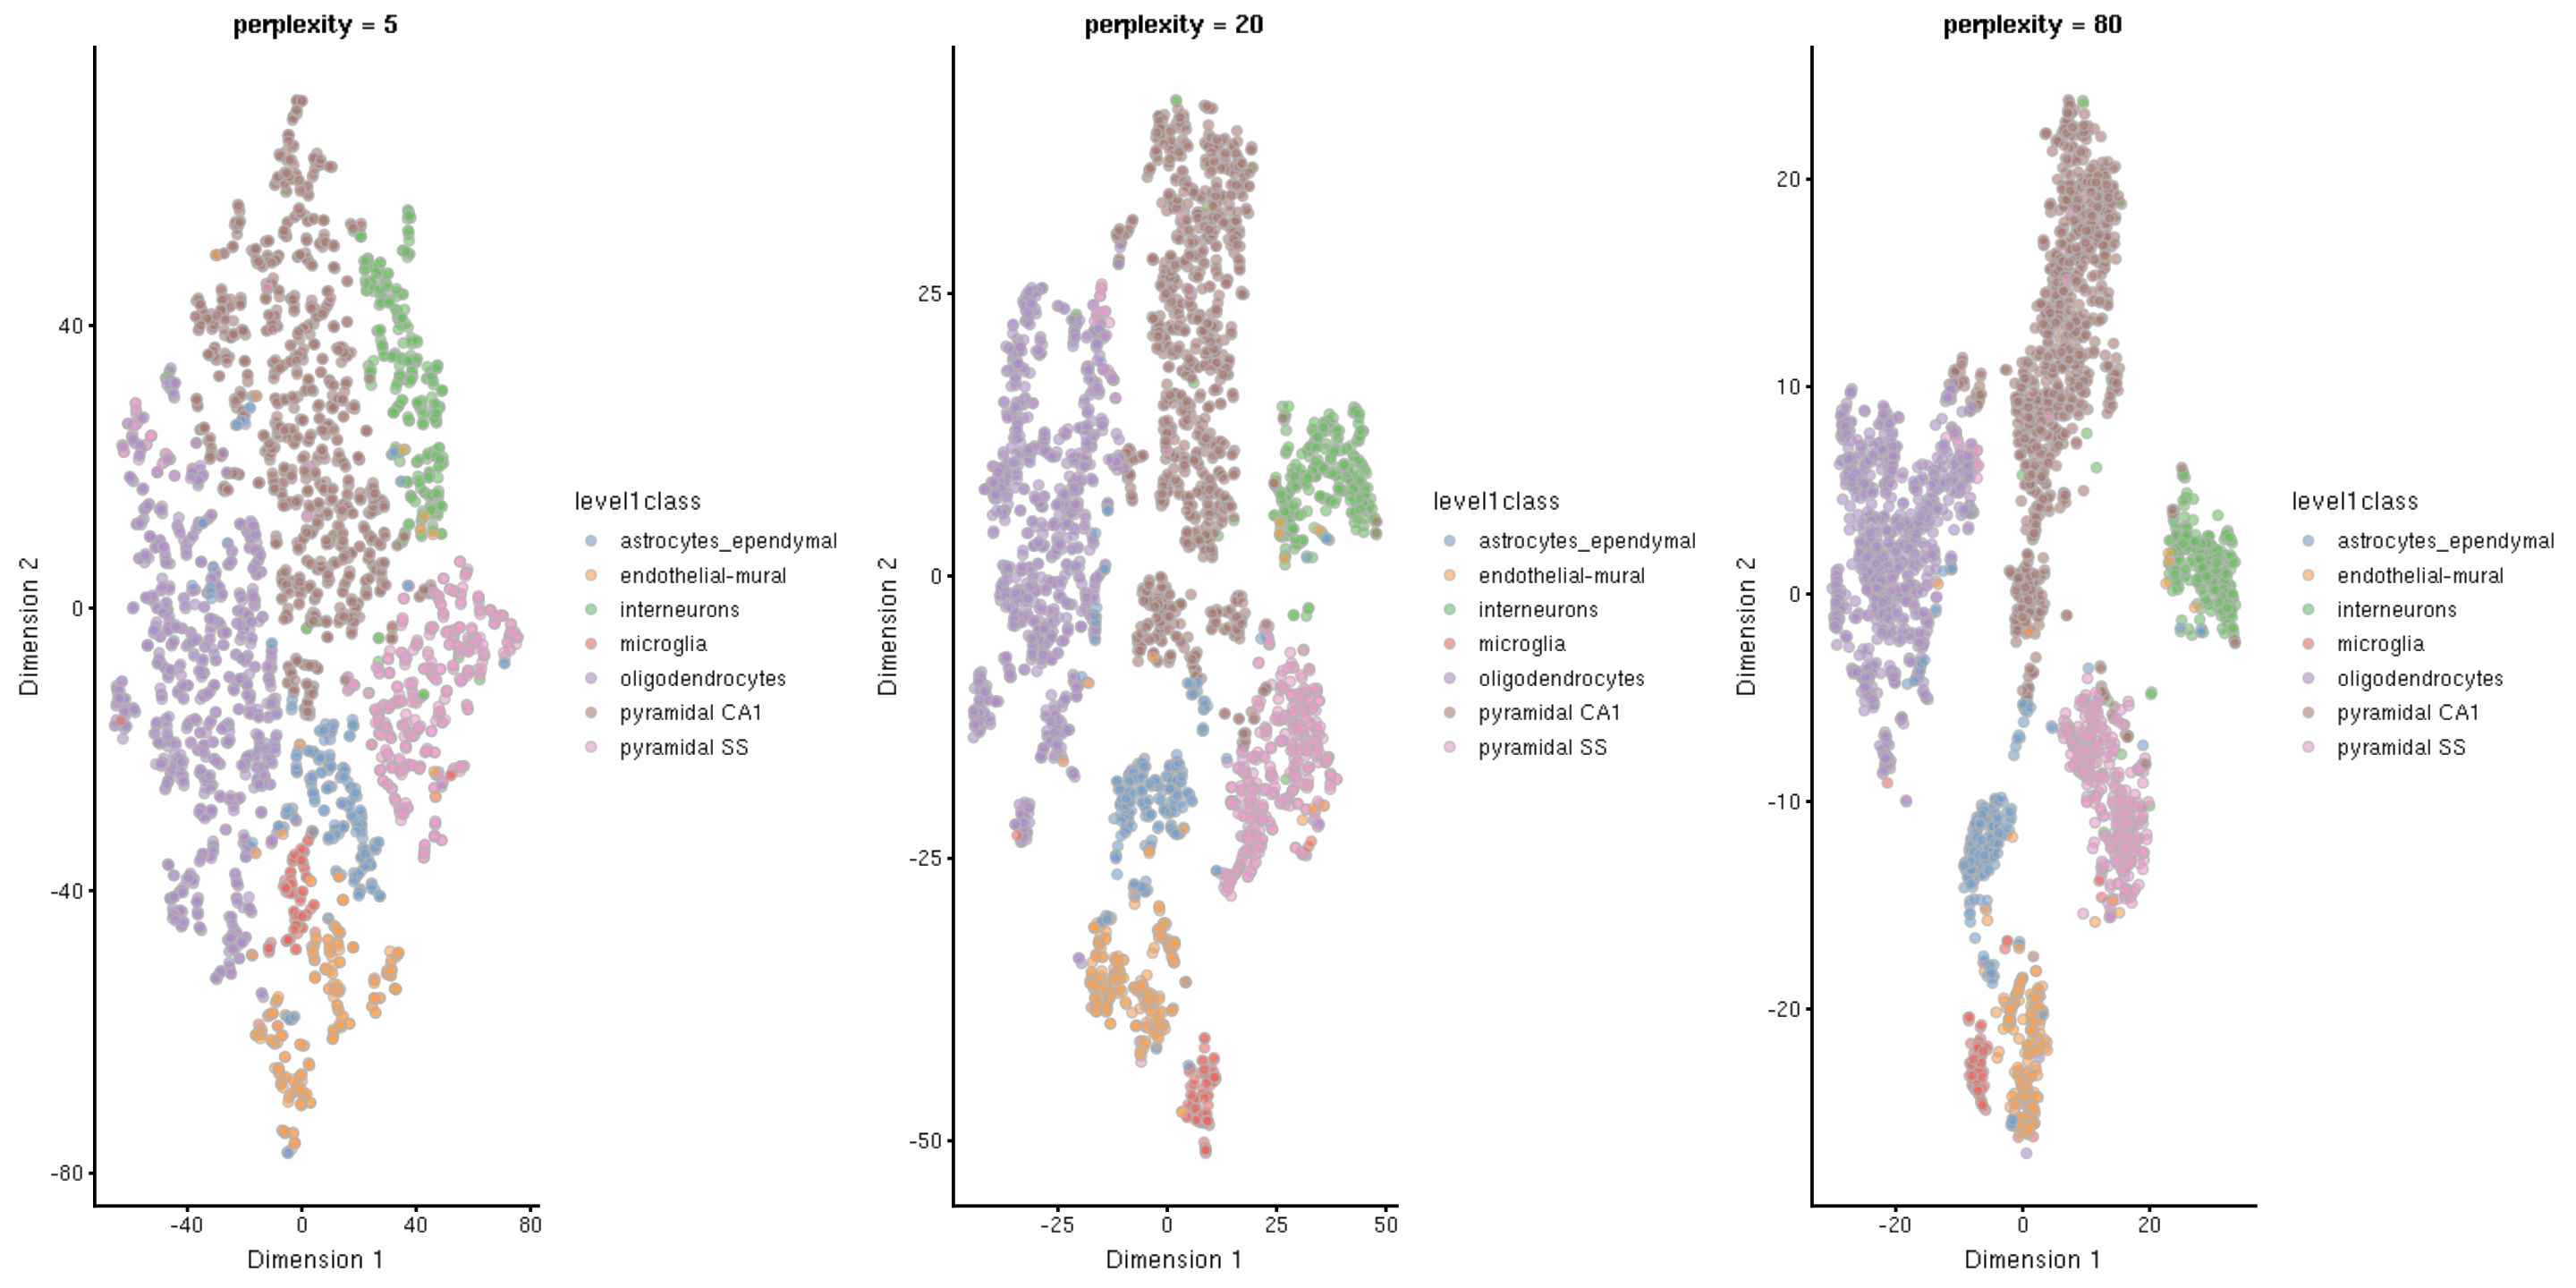 perplexity = 5
40
0
-40
-80
-40 0 40 80
Dimension 1
Dimension 2
level1class
astrocytes_ependymal
endothelial-mural
interneurons
microglia
oligodendrocytes
pyramidal CA1
pyramidal SS
perplexity = 20
25
0
-25
-50
-25 0 25 50
Dimension 1
Dimension 2
level1class
astrocytes_ependymal
endothelial-mural
interneurons
microglia
oligodendrocytes
pyramidal CA1
pyramidal SS
perplexity = 80
20
10
0
-10
-20
-20 0 20
Dimension 1
Dimension 2
level1class
astrocytes_ependymal
endothelial-mural
interneurons
microglia
oligodendrocytes
pyramidal CA1
pyramidal SS